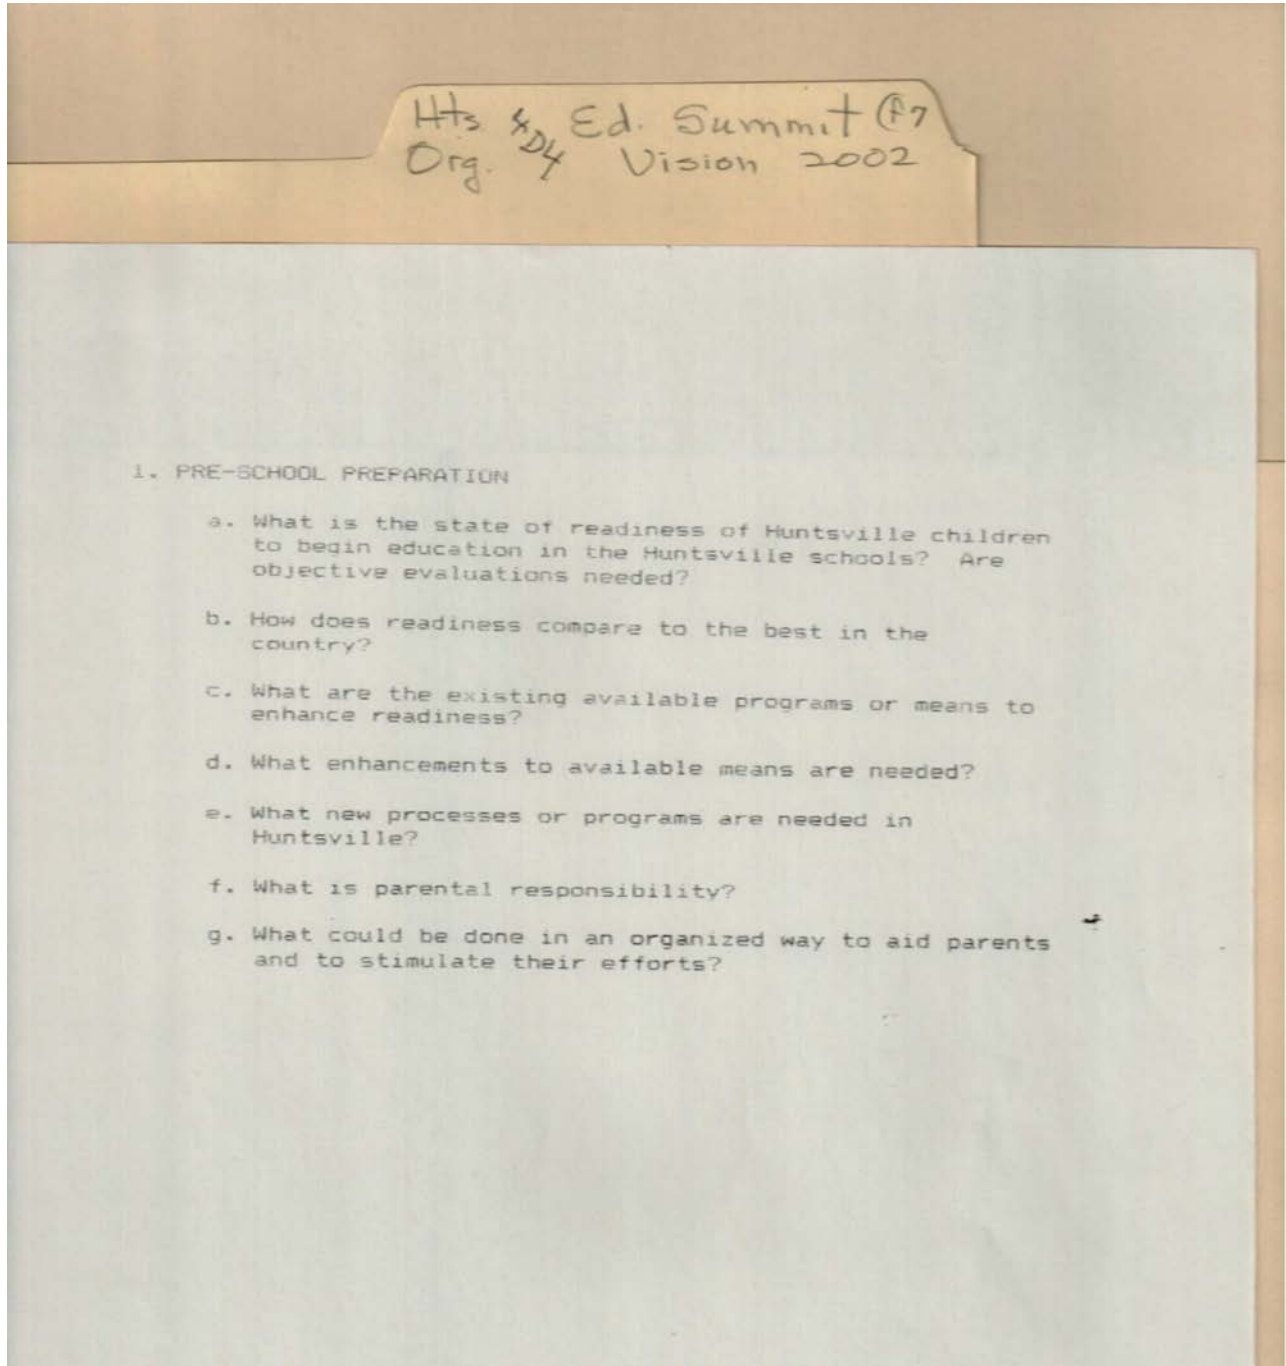 Hts & Ed. Summit
Org. D4 Vision 2002
1. PRE-SCHOOL PREPARATION
a. What is the state of readiness of Huntsville children
to begin education in the Huntsville schools?  Are
objective evaluations needed?
b. How does readiness compare to the best in the
country?
c. What are the existing available programs or means to
enhance readiness?
d. What enhancements to available means are needed?
e. What new processes or programs are needed in
Huntsville?
f. What is parental responsibility?
g. What could be done in an organized way to aid parents
and to stimulate their efforts?